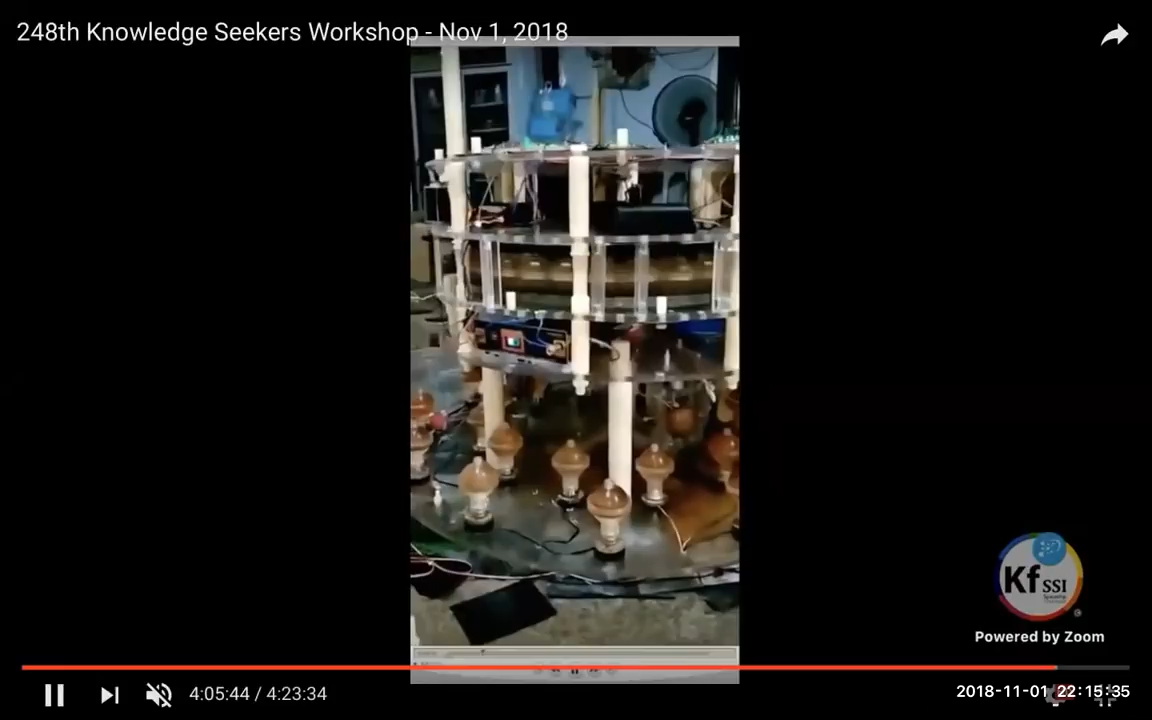 248th Knowledge Seekers Workshop - Nov 1, 2018
Kf SSI
Powered by Zoom
4:05:44 / 4:23:34
2018-11-01 22:15:35